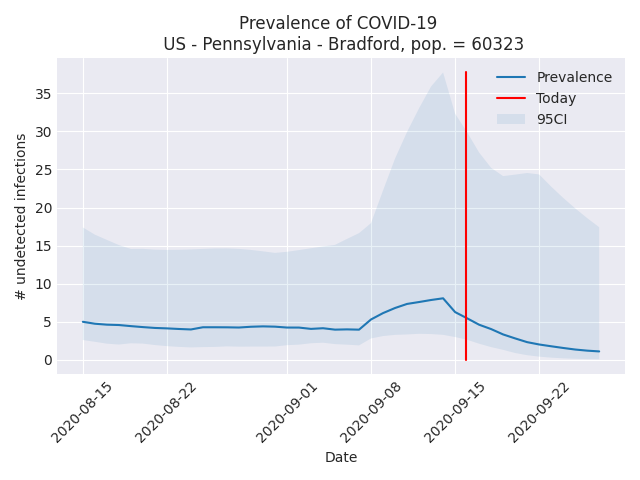 Prevalence of COVID-19
US - Pennsylvania - Bradford, pop. = 60323
Prevalence
Today
95CI
# undetected infections
35
30
25
20
15
10
5
0
2020-08-15
2020-08-22
2020-09-01
2020-09-08
2020-09-15
2020-09-22
Date